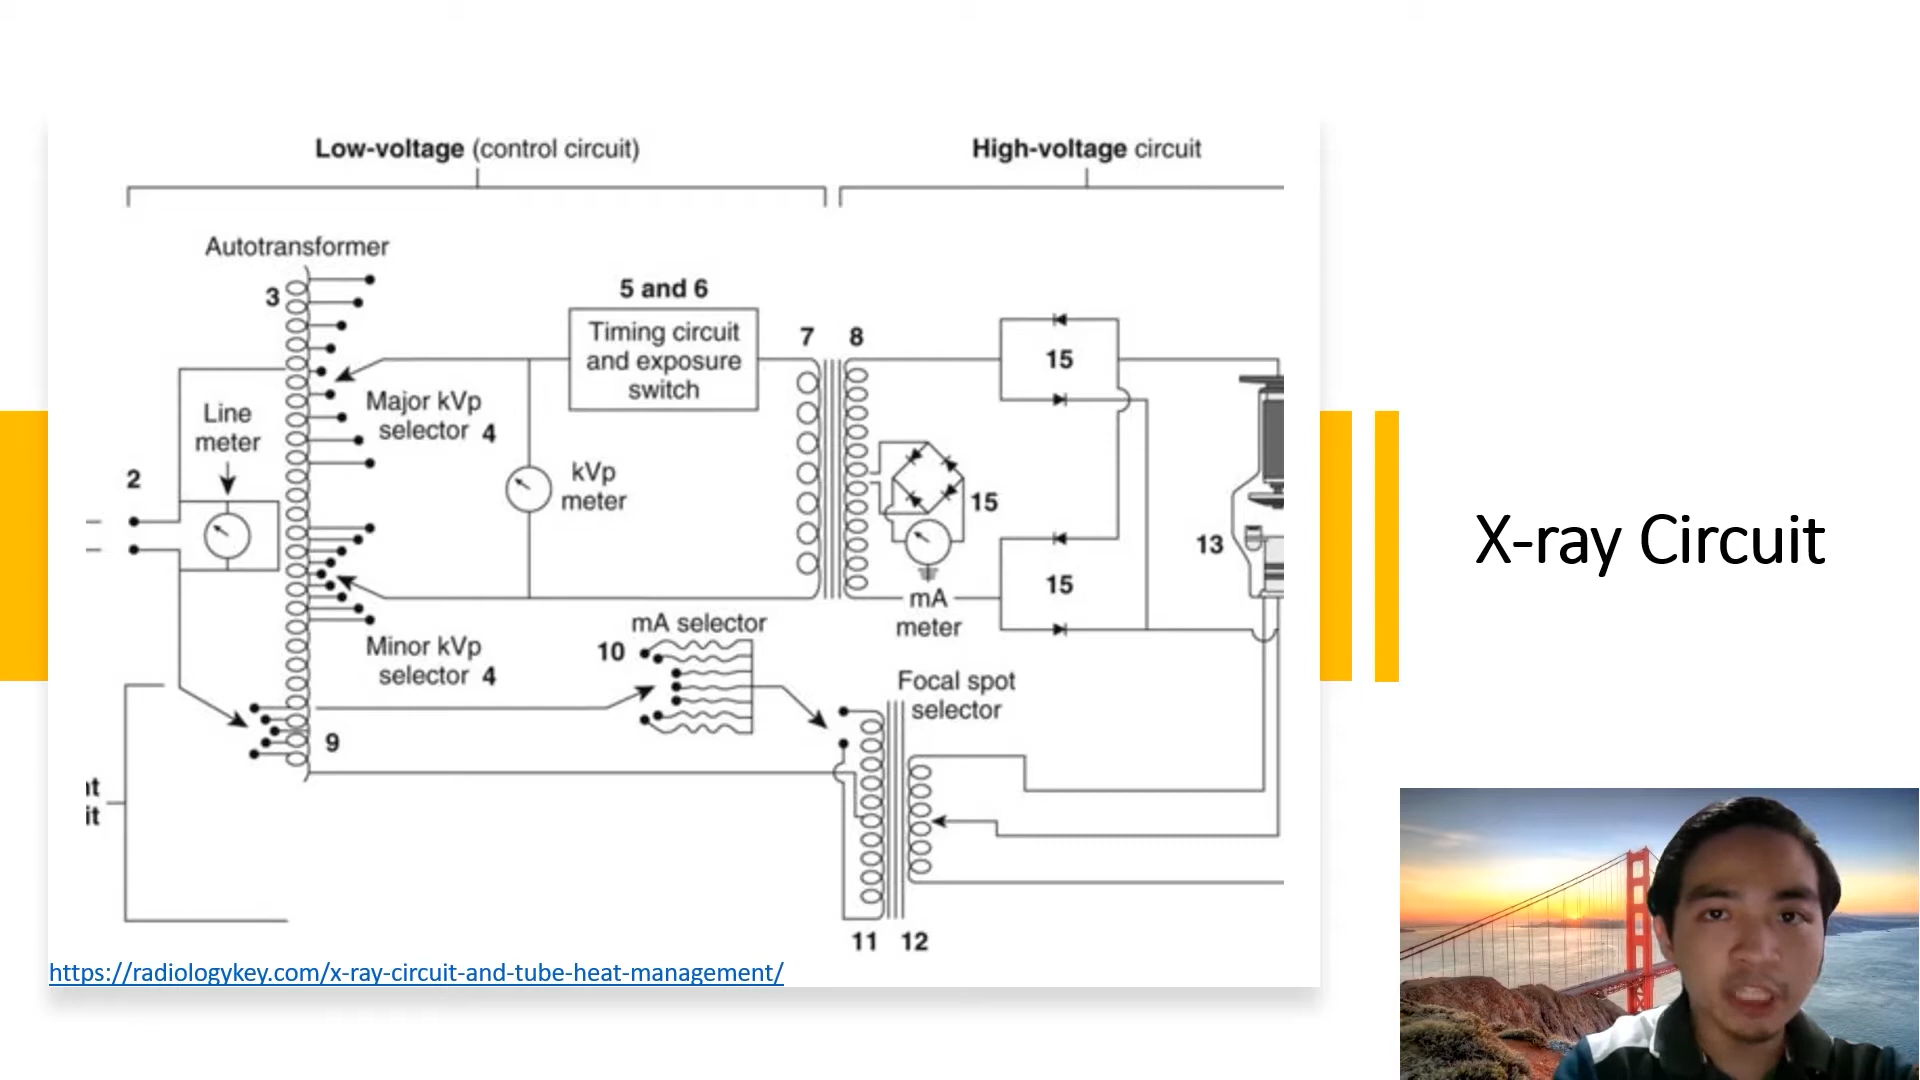 Low-voltage (control circuit)
High-voltage circuit
Autotransformer
3
5 and 6
Timing circuit
and exposure
switch
7
8
15
Line
meter
Major kVp
selector 4
2
kVp
meter
15
13
15
mA
meter
mA selector
10
Minor kVp
selector 4
Focal spot
selector
9
nt
it
11
12
https://radiologykey.com/x-ray-circuit-and-tube-heat-management/
X-ray Circuit